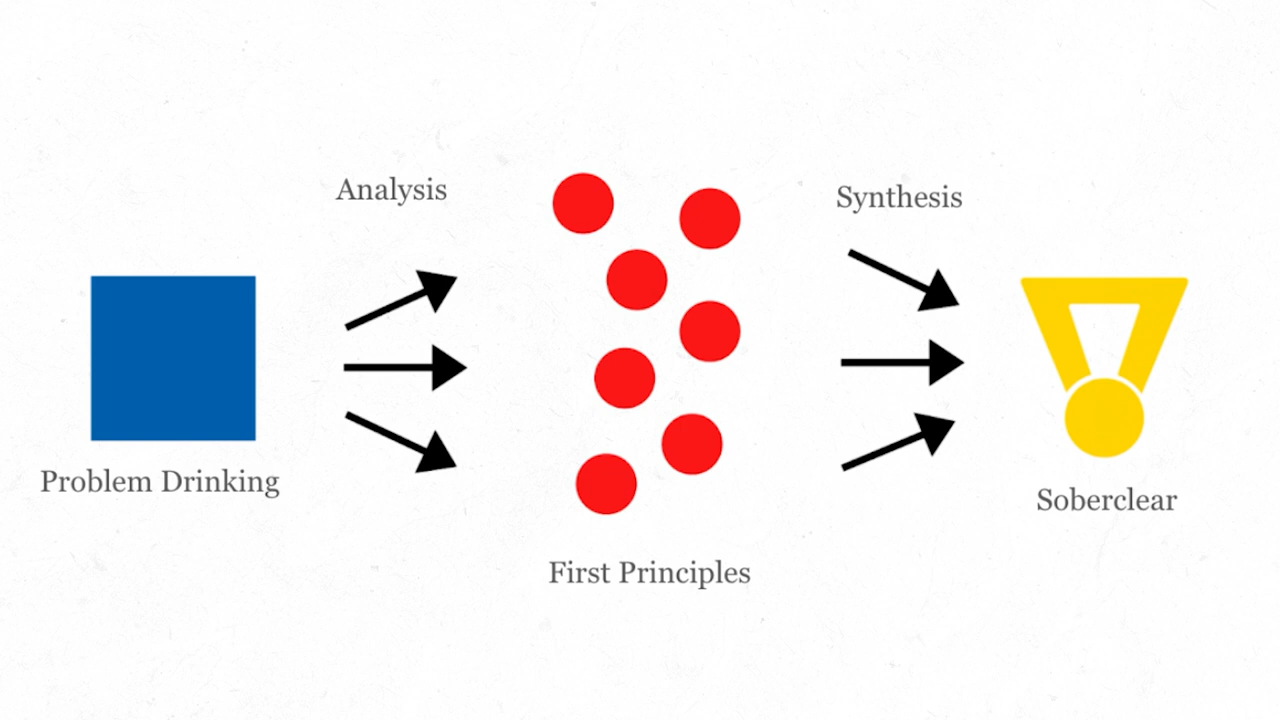 Analysis
Synthesis
Problem Drinking
Soberclear
First Principles